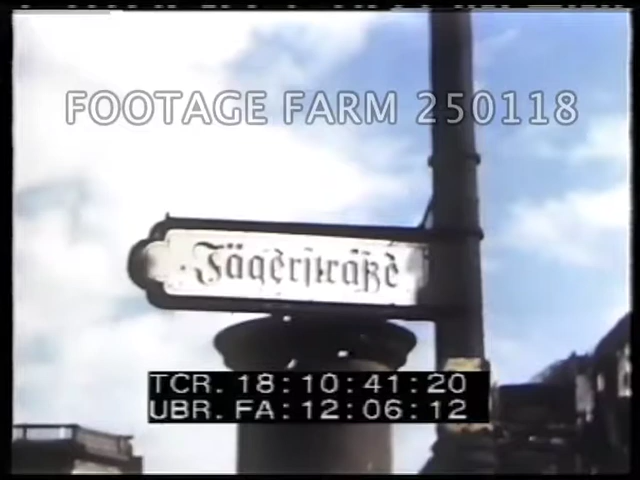 FOOTAGE FARM 250118
Jägerstraße
TCR. 18:10:41:20
UBR. FA: 12:06:12